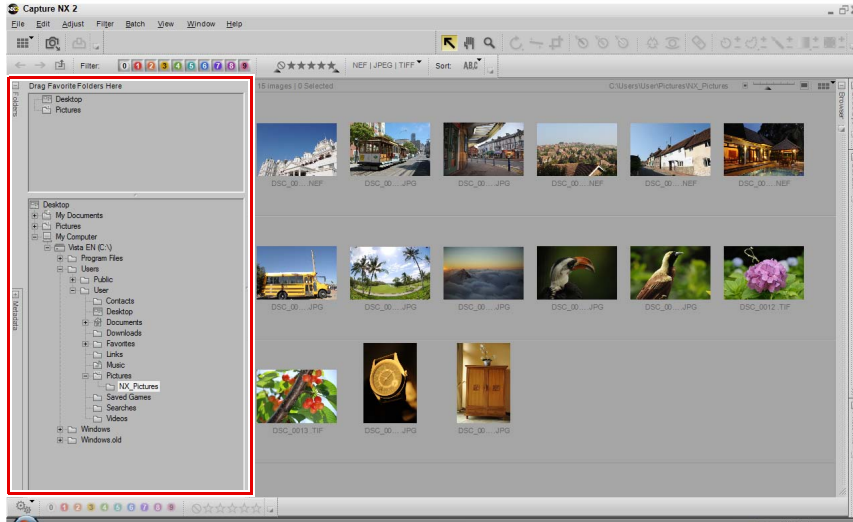 Capture NX 2
File Edit Adjust Filter Batch View Window Help
Filter: 0 1 2 3 4 5 6 7 8 9 NEF | JPEG | TIFF Sort: ABC
Folders
Drag Favorite Folders Here
Desktop
Pictures
15 images | 0 Selected C:\Users\User\Pictures\NX_Pictures
Browser
DSC_00....NEF DSC_00....JPG DSC_00....JPG DSC_00....NEF DSC_00....NEF DSC_00....NEF
Desktop
My Documents
Pictures
My Computer
Vista EN (C:\)
Program Files
Users
Public
User
Contacts
Desktop
Documents
Downloads
Favorites
Links
Music
Pictures
NX_Pictures
Saved Games
Searches
Videos
Windows
Windows.old
Metadata
DSC_00....JPG DSC_00....JPG DSC_00....JPG DSC_00....JPG DSC_00....JPG DSC_0012 .TIF
DSC_0013 .TIF DSC_00....JPG DSC_00....JPG
0 1 2 3 4 5 6 7 8 9